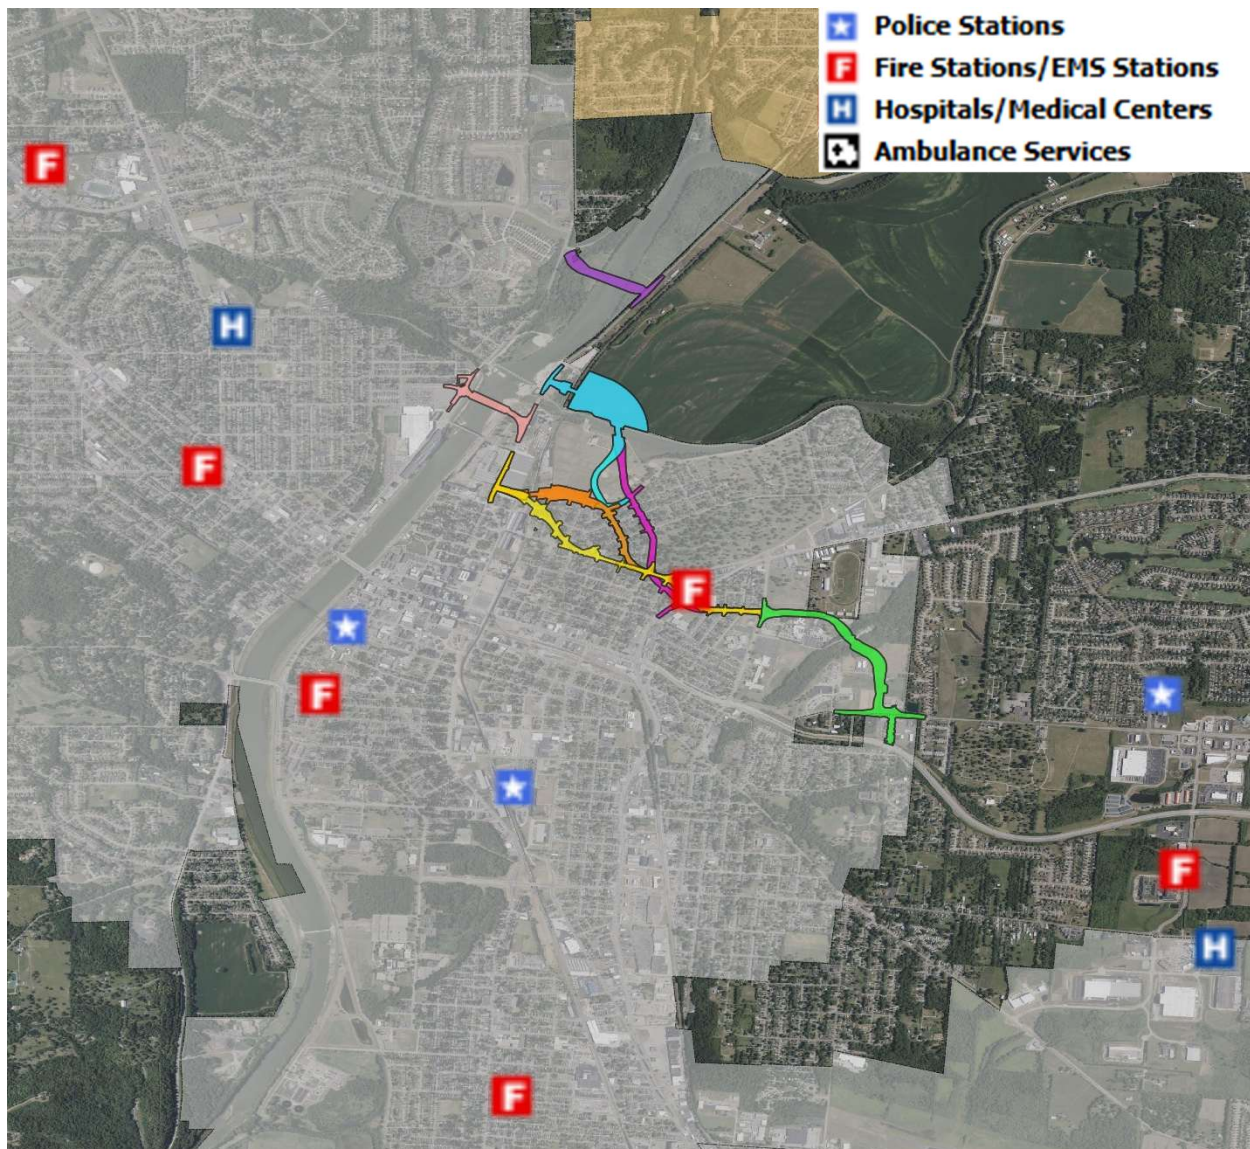 Police Stations
F Fire Stations/EMS Stations
H Hospitals/Medical Centers
Ambulance Services
F
H
F
F
F
F
H
F